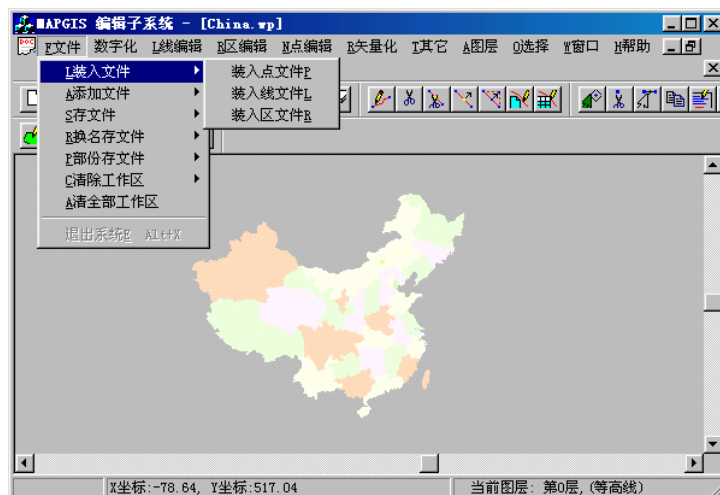 MAPGIS 编辑子系统 - [China.wp]
F文件 数字化 L线编辑 R区编辑 N点编辑 K矢量化 T其它 A图层 O选择 W窗口 H帮助
L装入文件
A添加文件
S存文件
R换名存文件
P部份存文件
C清除工作区
A清全部工作区
退出系统E Alt+X
装入点文件P
装入线文件L
装入区文件R
X坐标:-78.64, Y坐标:517.04 当前图层: 第0层,(等高线)